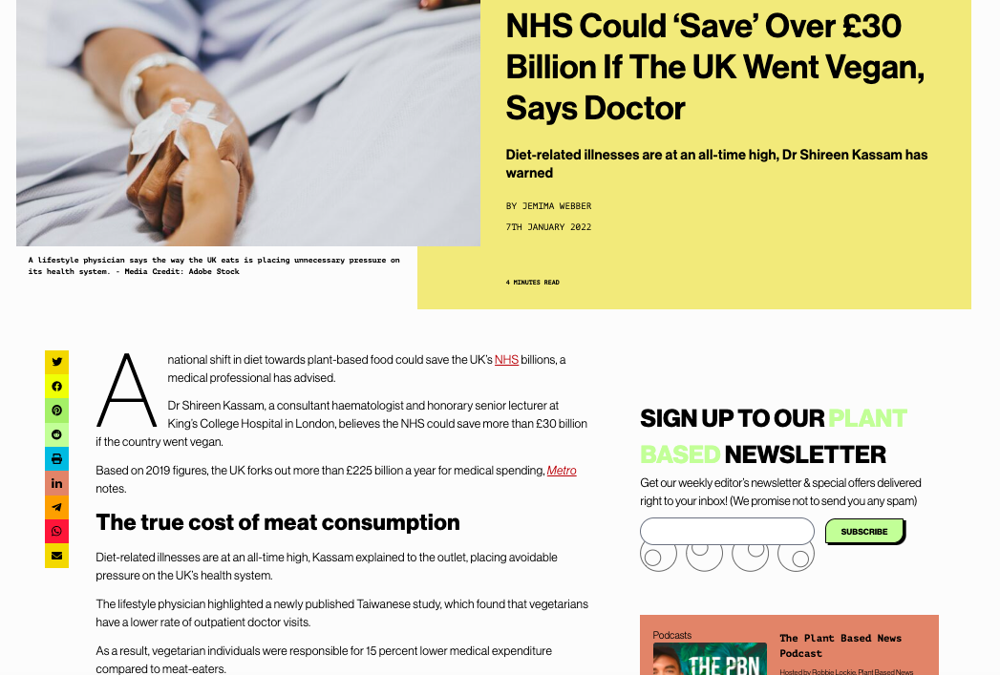 NHS Could ‘Save’ Over £30
Billion If The UK Went Vegan,
Says Doctor
Diet-related illnesses are at an all-time high, Dr Shireen Kassam has
warned
BY JEMIMA WEBBER
7TH JANUARY 2022
4 MINUTES READ
A lifestyle physician says the way the UK eats is placing unnecessary pressure on
its health system. - Media Credit: Adobe Stock
A national shift in diet towards plant-based food could save the UK’s NHS billions, a
medical professional has advised.
Dr Shireen Kassam, a consultant haematologist and honorary senior lecturer at
King’s College Hospital in London, believes the NHS could save more than £30 billion
if the country went vegan.
Based on 2019 figures, the UK forks out more than £225 billion a year for medical spending, Metro
notes.
The true cost of meat consumption
Diet-related illnesses are at an all-time high, Kassam explained to the outlet, placing avoidable
pressure on the UK’s health system.
The lifestyle physician highlighted a newly published Taiwanese study, which found that vegetarians
have a lower rate of outpatient doctor visits.
As a result, vegetarian individuals were responsible for 15 percent lower medical expenditure
compared to meat-eaters.
SIGN UP TO OUR PLANT
BASED NEWSLETTER
Get our weekly editor’s newsletter & special offers delivered
right to your inbox! (We promise not to send you any spam)
SUBSCRIBE
Podcasts
THE PBN
The Plant Based News
Podcast
Hosted by Robbie Lockie, Plant Based News